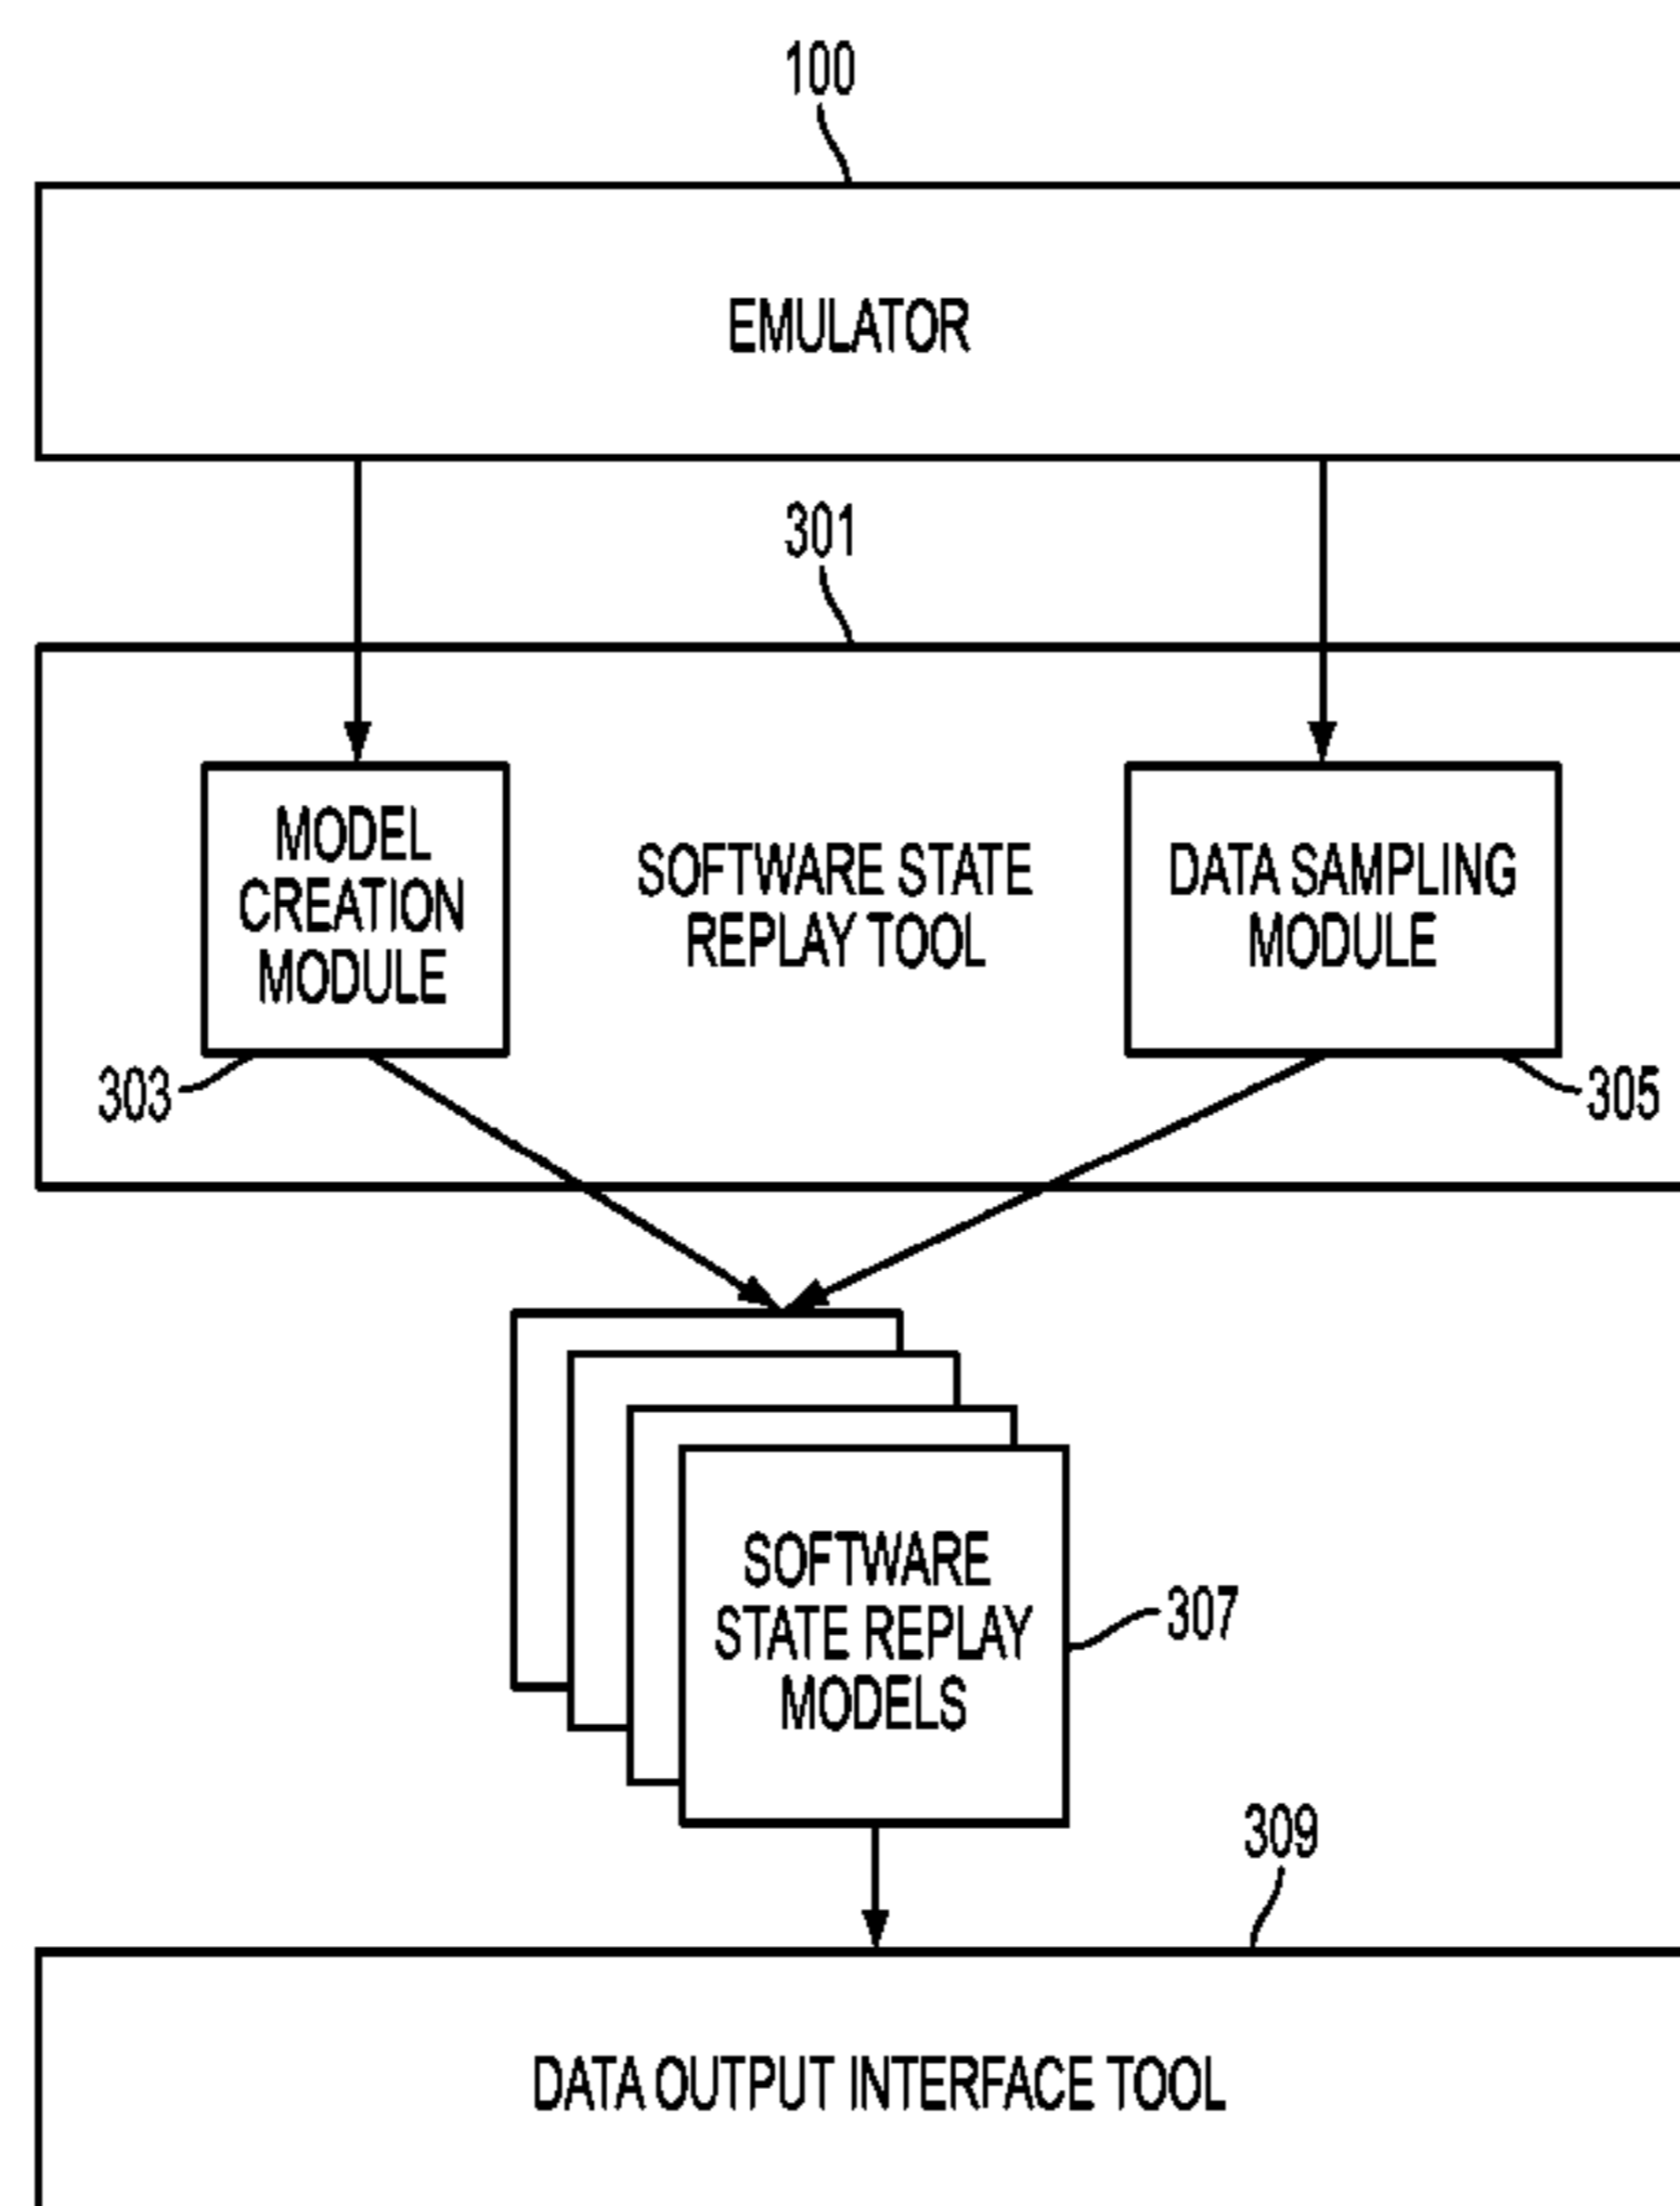 100
EMULATOR
301
MODEL
CREATION
MODULE
SOFTWARE STATE
REPLAY TOOL
DATA SAMPLING
MODULE
303
305
SOFTWARE
STATE REPLAY
MODELS
307
309
DATA OUTPUT INTERFACE TOOL